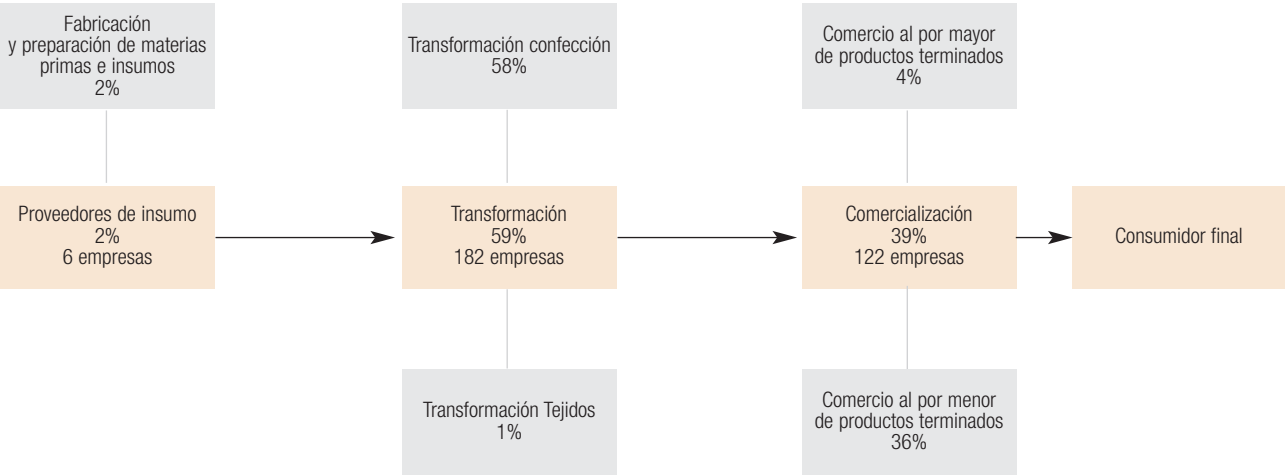 Fabricación
y preparación de materias
primas e insumos
2%
Transformación confección
58%
Comercio al por mayor
de productos terminados
4%
Proveedores de insumo
2%
6 empresas
Transformación
59%
182 empresas
Comercialización
39%
122 empresas
Consumidor final
Transformación Tejidos
1%
Comercio al por menor
de productos terminados
36%